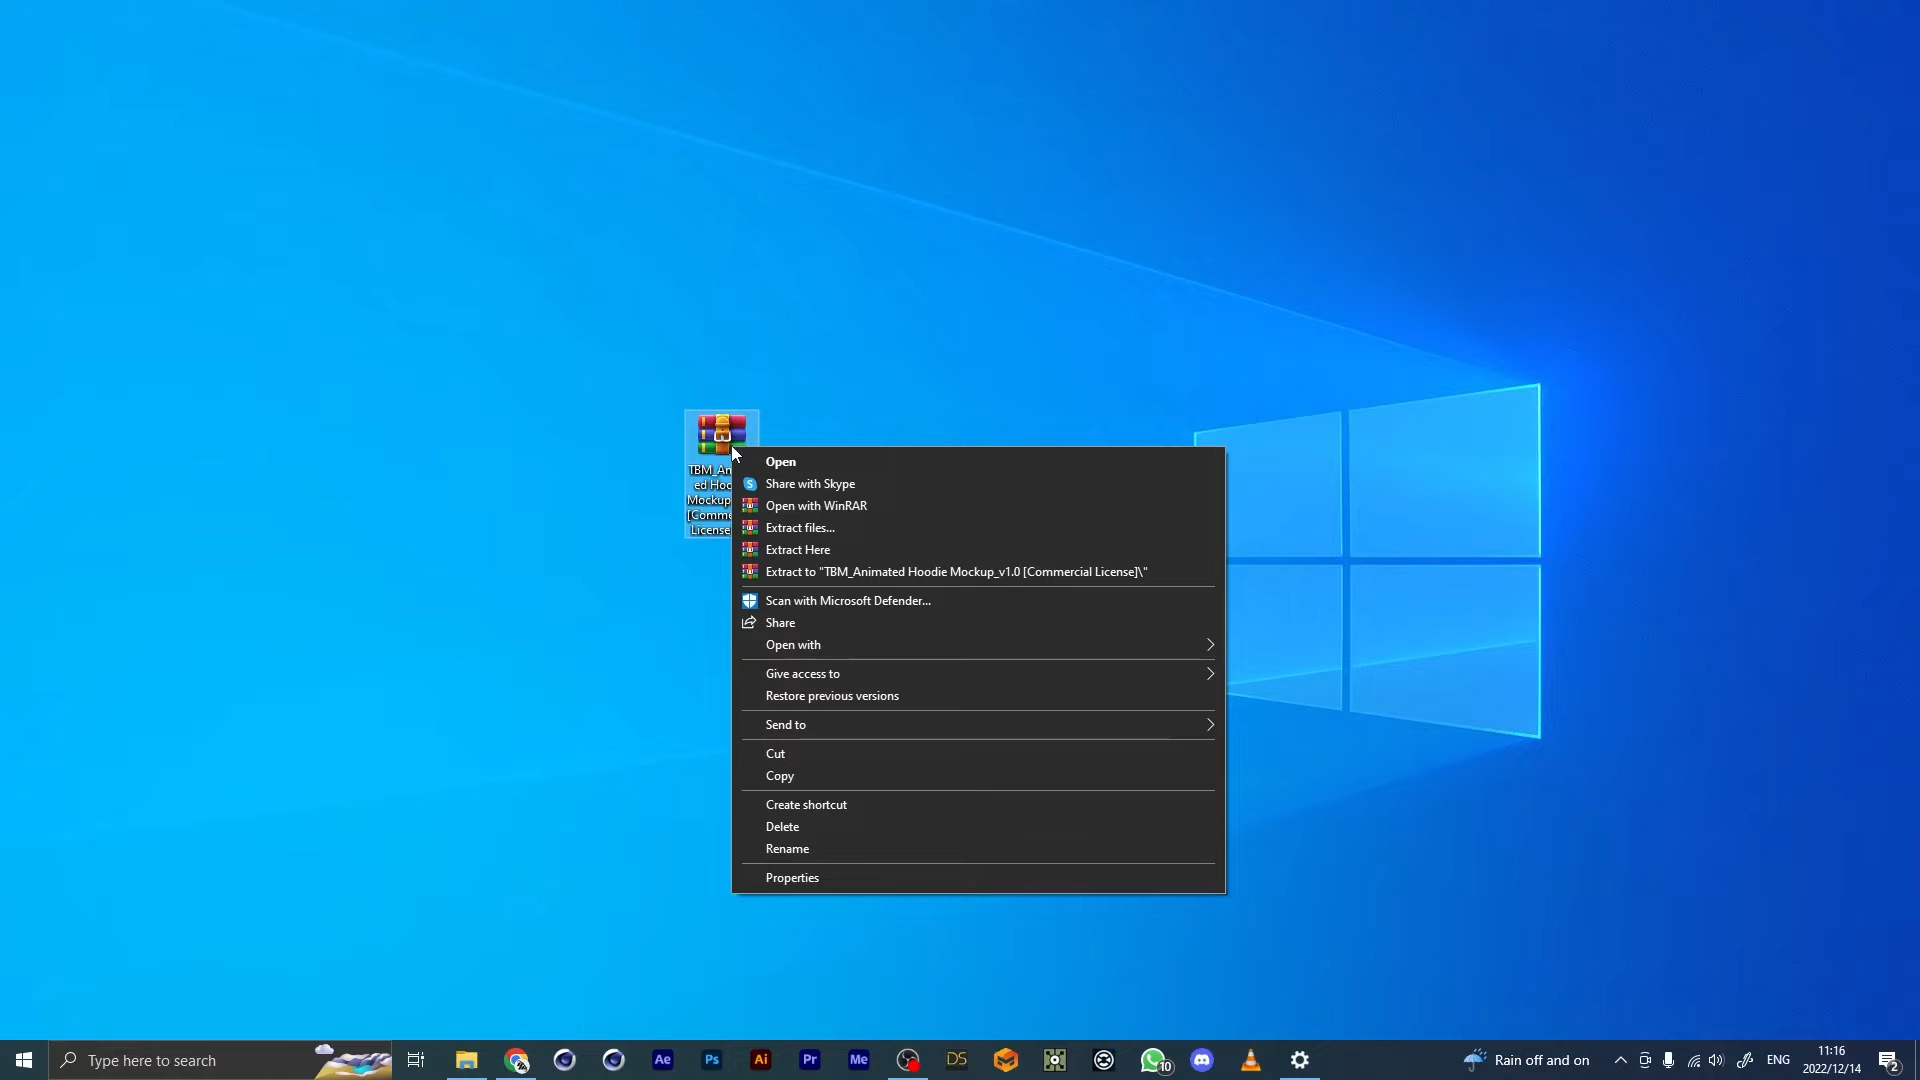 TBM_An
ed Hoo
Mockup
[Comme
License
Open
Share with Skype
Open with WinRAR
Extract files...
Extract Here
Extract to "TBM_Animated Hoodie Mockup_v1.0 [Commercial License]\"
Scan with Microsoft Defender...
Share
Open with
Give access to
Restore previous versions
Send to
Cut
Copy
Create shortcut
Delete
Rename
Properties
Type here to search
Ae
Ps
Ai
Pr
Me
DS
10
Rain off and on
ENG
11:16
2022/12/14
2